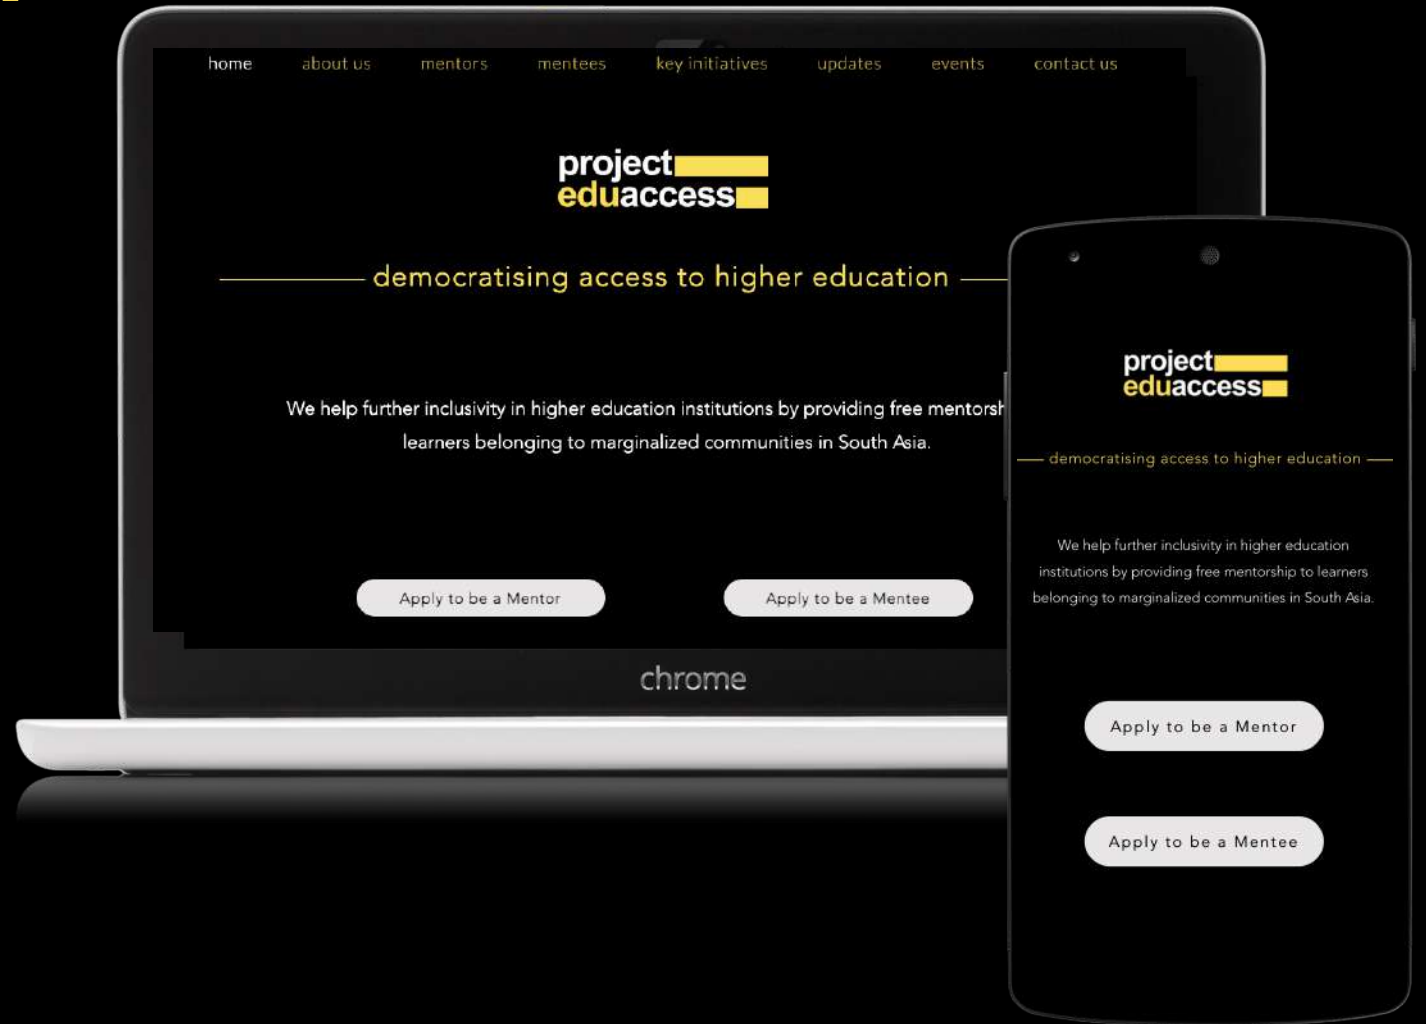 home about us mentors mentees key initiatives updates events contact us
project
eduaccess
democratising access to higher education
We help further inclusivity in higher education institutions by providing free
learners belonging to marginalized communities in South Asia.
Apply to be a Mentor Apply to be a Mentee
chrome
project
eduaccess
democratising access to higher education
We help further inclusivity in higher education
institutions by providing free mentorship to learners
belonging to marginalized communities in South Asia.
Apply to be a Mentor
Apply to be a Mentee